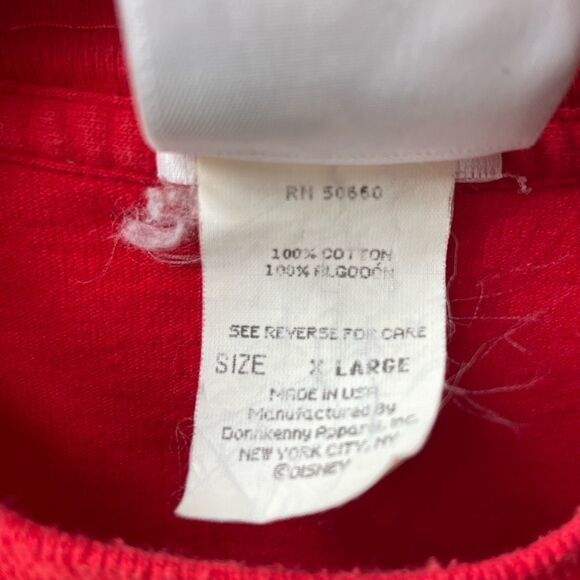 RN 50660
100% COTTON
100% ALGODÓN
SEE REVERSE FOR CARE
SIZE X LARGE
MADE IN USA
Manufactured By
Donnkenny Apparel, Inc.
NEW YORK CITY, NY
©DISNEY